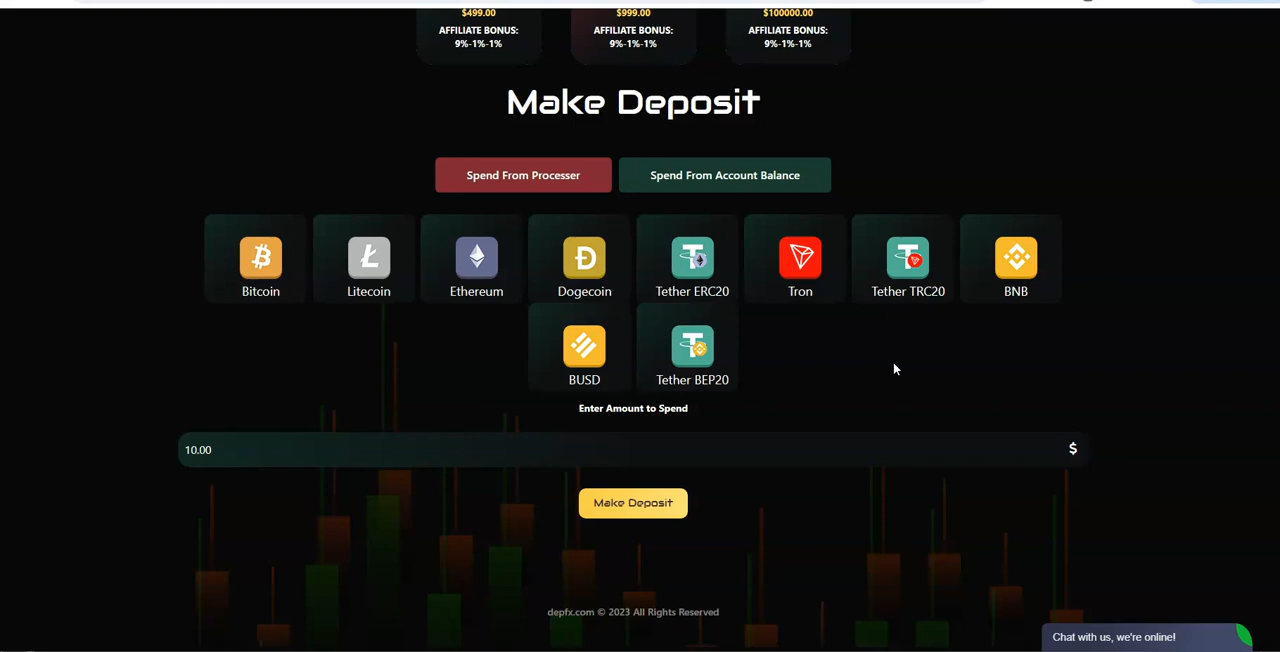 $499.00 $999.00 $100000.00
AFFILIATE BONUS: AFFILIATE BONUS: AFFILIATE BONUS:
9%-1%-1% 9%-1%-1% 9%-1%-1%
Make Deposit
Spend From Processer Spend From Account Balance
Bitcoin Litecoin Ethereum Dogecoin Tether ERC20 Tron Tether TRC20 BNB
BUSD Tether BEP20
Enter Amount to Spend
10.00 $
Make Deposit
depfx.com © 2023 All Rights Reserved
Chat with us, we're online!